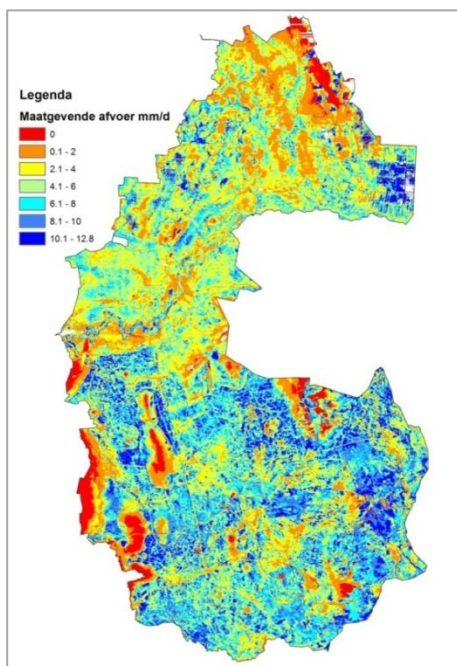 Legenda
Maatgevende afvoer mm/d
0
0.1 - 2
2.1 - 4
4.1 - 6
6.1 - 8
8.1 - 10
10.1 - 12.8